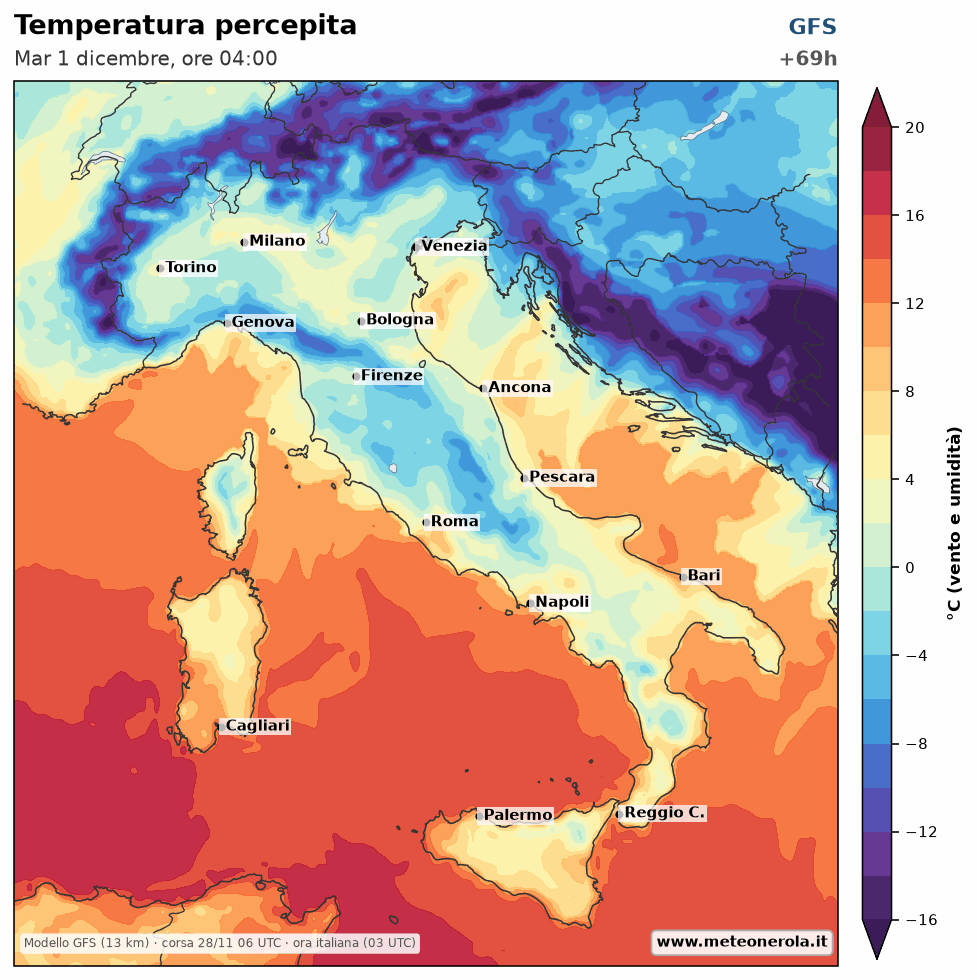 Temperatura percepita
GFS
Mar 1 dicembre, ore 04:00
+69h
Milano
Venezia
Torino
Genova
Bologna
Firenze
Ancona
Pescara
Roma
Bari
Napoli
Cagliari
Palermo
Reggio C.
20
16
12
8
4
0
−4
−8
−12
−16
°C (vento e umidità)
Modello GFS (13 km) · corsa 28/11 06 UTC · ora italiana (03 UTC)
www.meteonerola.it